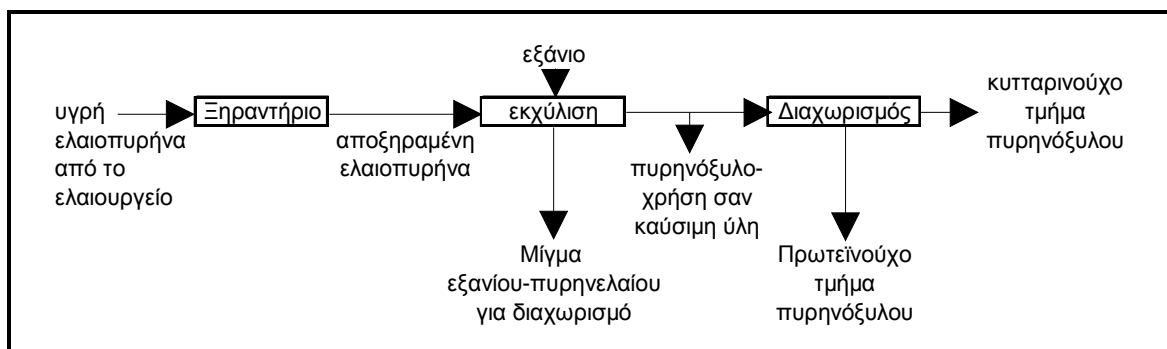 εξάνιο
υγρή
ελαιοπυρήνα
από το
ελαιουργείο
Ξηραντήριο
αποξηραμένη
ελαιοπυρήνα
εκχύλιση
Μίγμα
εξανίου-πυρηνελαίου
για διαχωρισμό
πυρηνόξυλο-
χρήση σαν
καύσιμη ύλη
Διαχωρισμός
Πρωτεϊνούχο
τμήμα
πυρηνόξυλου
κυτταρινούχο
τμήμα
πυρηνόξυλου